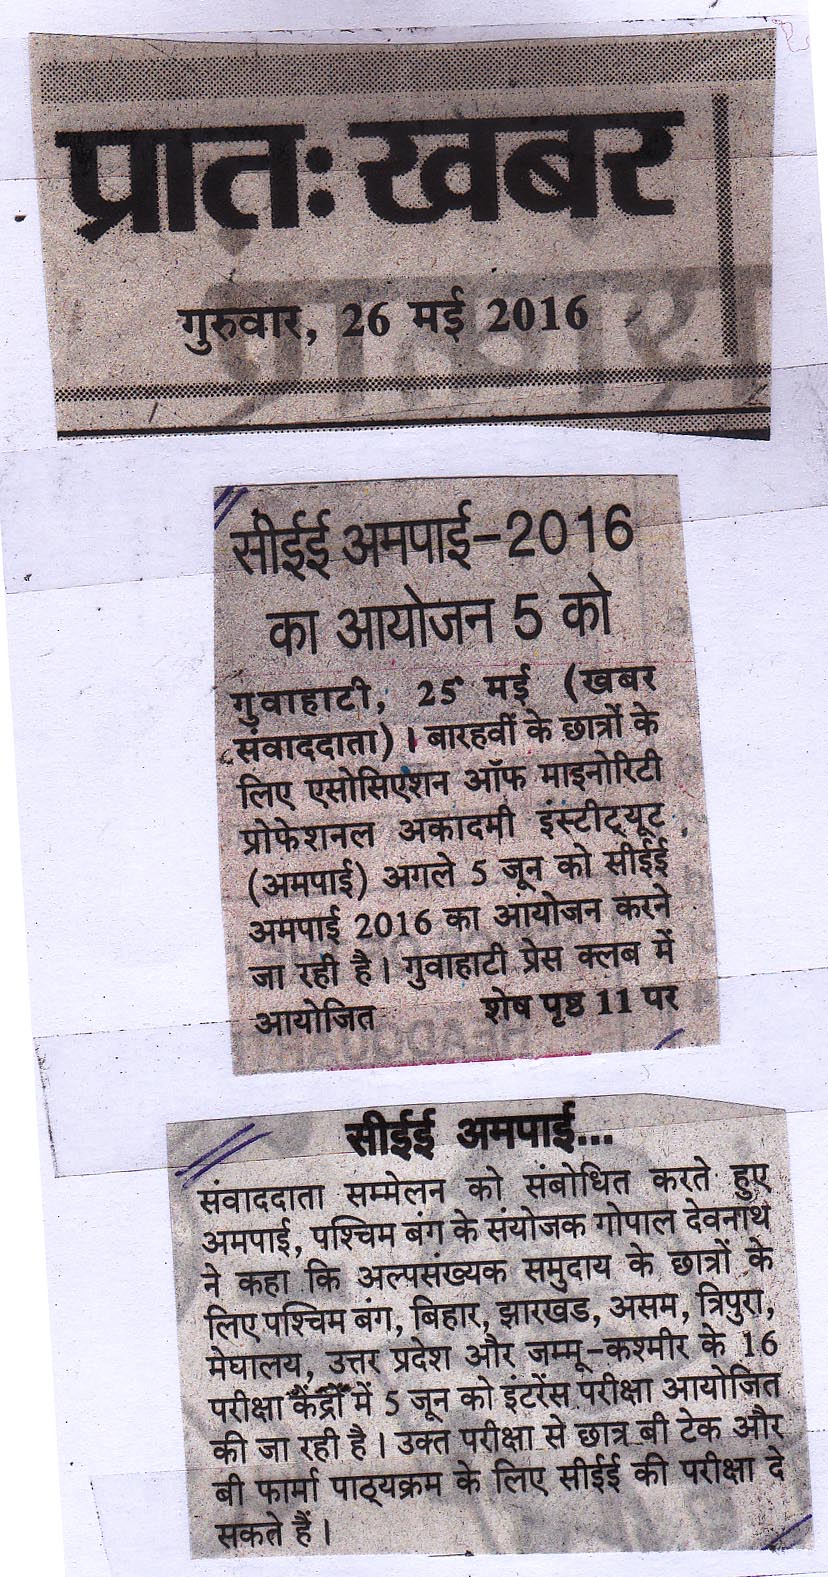 प्रातः खबर
गुरुवार, 26 मई 2016
सीईई अमपाई-2016
का आयोजन 5 को
गुवाहाटी, 25 मई (खबर
संवाददाता)। बारहवीं के छात्रों के
लिए एसोसिएशन ऑफ माइनोरिटी
प्रोफेशनल अकादमी इंस्टीट्यूट
(अमपाई) अगले 5 जून को सीईई
अमपाई 2016 का आयोजन करने
जा रही है। गुवाहाटी प्रेस क्लब में
आयोजित शेष पृष्ठ 11 पर
सीईई अमपाई...
संवाददाता सम्मेलन को संबोधित करते हुए
अमपाई, पश्चिम बंग के संयोजक गोपाल देवनाथ
ने कहा कि अल्पसंख्यक समुदाय के छात्रों के
लिए पश्चिम बंग, बिहार, झारखड, असम, त्रिपुरा,
मेघालय, उत्तर प्रदेश और जम्मू-कश्मीर के 16
परीक्षा केंद्रों में 5 जून को इंटरेंस परीक्षा आयोजित
की जा रही है। उक्त परीक्षा से छात्र बी टेक और
बी फार्मा पाठ्यक्रम के लिए सीईई की परीक्षा दे
सकते हैं।